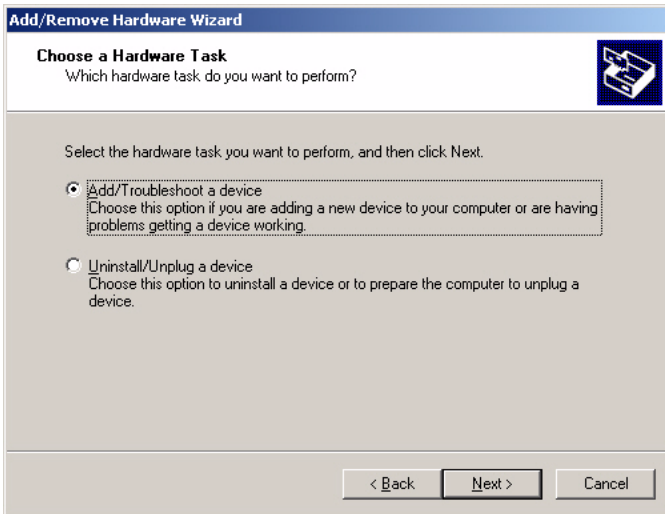 Add/Remove Hardware Wizard
Choose a Hardware Task
Which hardware task do you want to perform?
Select the hardware task you want to perform, and then click Next.
Add/Troubleshoot a device
Choose this option if you are adding a new device to your computer or are having
problems getting a device working.
Uninstall/Unplug a device
Choose this option to uninstall a device or to prepare the computer to unplug a
device.
< Back Next > Cancel